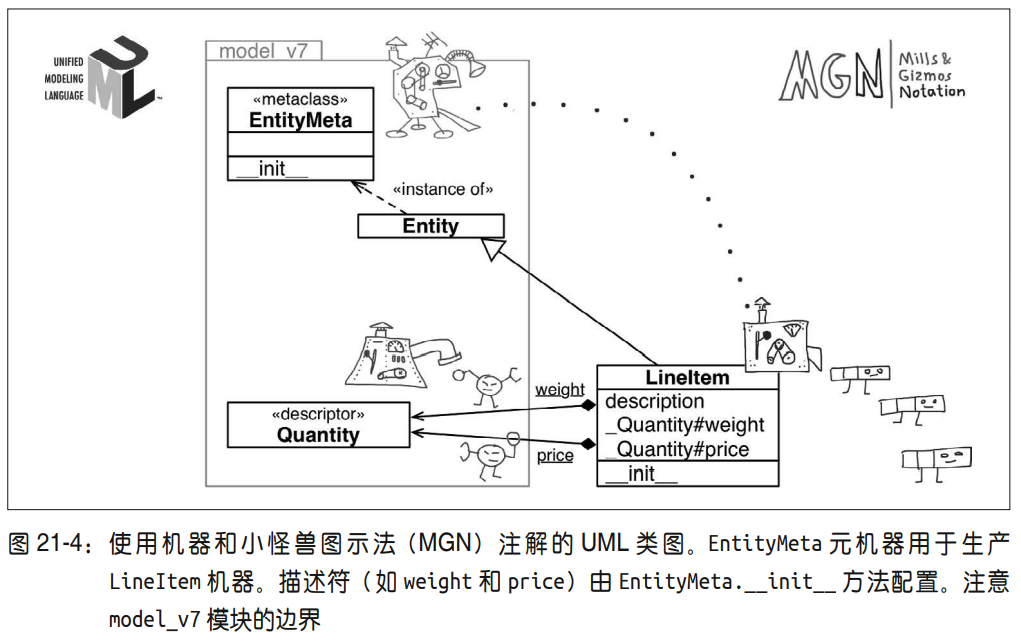 UNIFIED
MODELING
LANGUAGE
UML
™
model_v7
MGN
Mills &
Gizmos
Notation
«metaclass»
EntityMeta
__init__
«instance of»
Entity
weight
price
«descriptor»
Quantity
LineItem
description
_Quantity#weight
_Quantity#price
__init__
图 21-4：使用机器和小怪兽图示法（MGN）注解的 UML 类图。EntityMeta 元机器用于生产
LineItem 机器。描述符（如 weight 和 price）由 EntityMeta.__init__ 方法配置。注意
model_v7 模块的边界